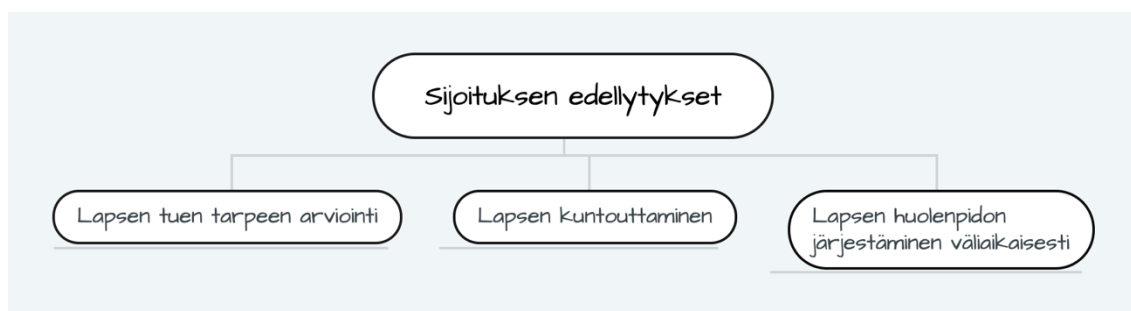 Sijoituksen edellytykset
Lapsen tuen tarpeen arviointi
Lapsen kuntouttaminen
Lapsen huolenpidon
järjestäminen väliaikaisesti